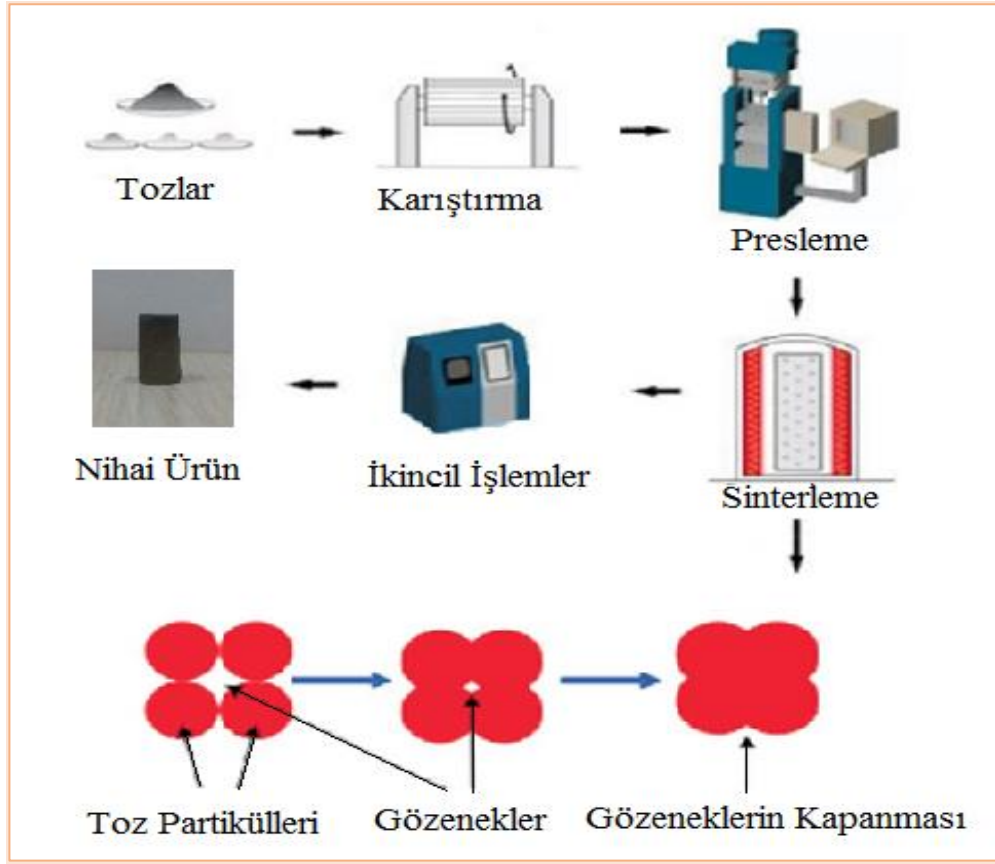 Tozlar
Karıştırma
Presleme
Nihai Ürün
İkincil İşlemler
Sinterleme
Toz Partikülleri
Gözenekler
Gözeneklerin Kapanması